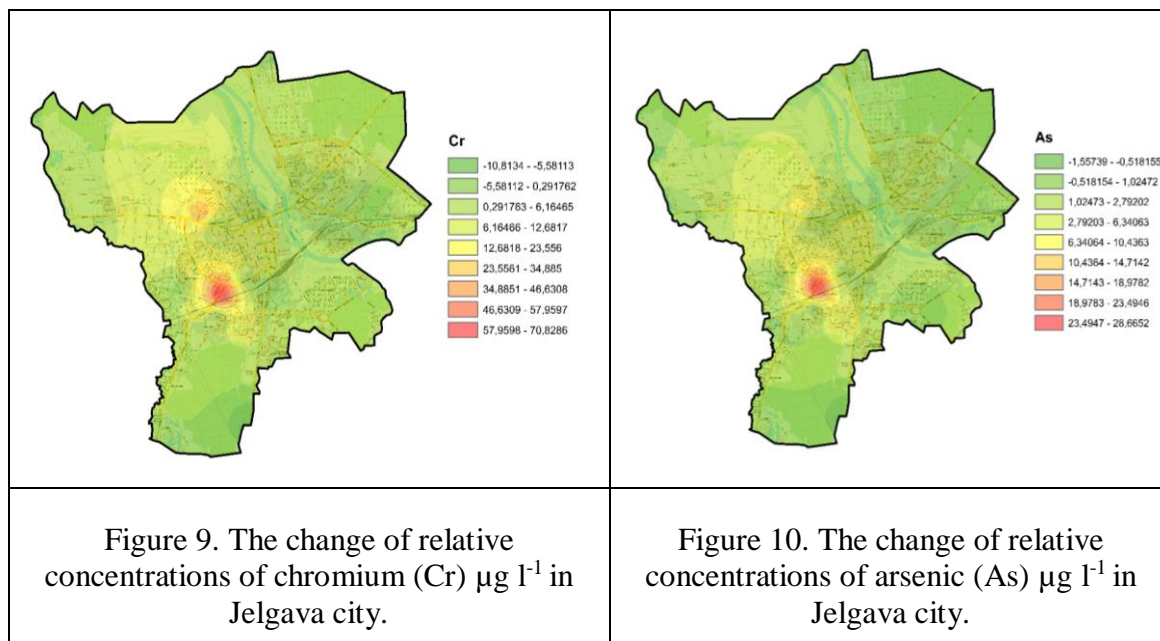 Cr
-10,8134 - -5,58113
-5,58112 - 0,291762
0,291763 - 6,16465
6,16466 - 12,6817
12,6818 - 23,556
23,5561 - 34,885
34,8851 - 46,6308
46,6309 - 57,9597
57,9598 - 70,8286
As
-1,55739 - -0,518155
-0,518154 - 1,02472
1,02473 - 2,79202
2,79203 - 6,34063
6,34064 - 10,4363
10,4364 - 14,7142
14,7143 - 18,9782
18,9783 - 23,4946
23,4947 - 28,6652
Figure 9. The change of relative
concentrations of chromium (Cr) µg l⁻¹ in
Jelgava city.
Figure 10. The change of relative
concentrations of arsenic (As) µg l⁻¹ in
Jelgava city.